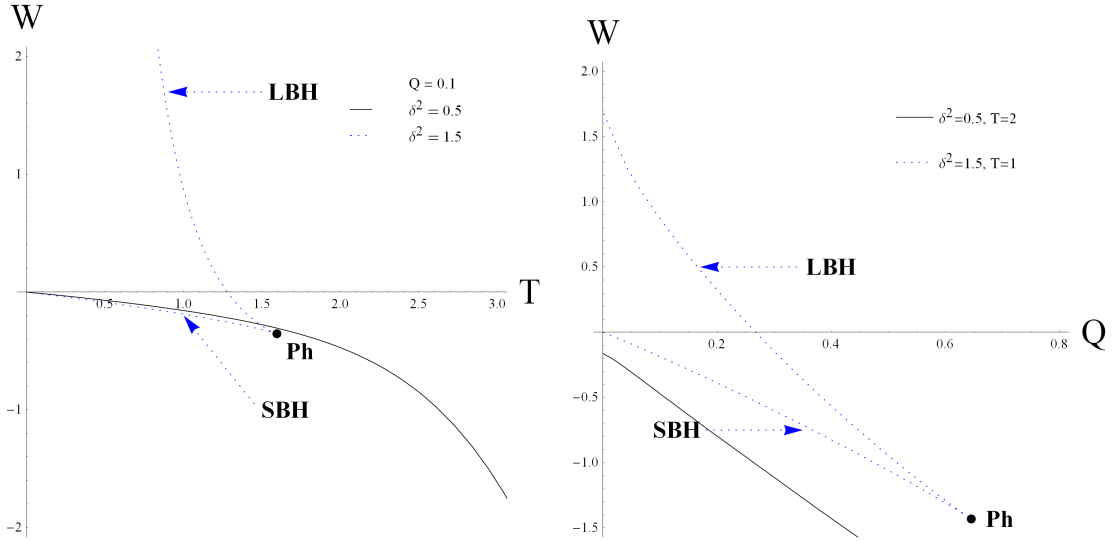 W
2
1
−1
−2
0.5
1.0
1.5
2.0
2.5
3.0
T
LBH
Q = 0.1
δ² = 0.5
δ² = 1.5
Ph
SBH
W
2.0
1.5
1.0
0.5
−0.5
−1.0
−1.5
0.2
0.4
0.6
0.8
Q
δ²=0.5, T=2
δ²=1.5, T=1
LBH
SBH
Ph